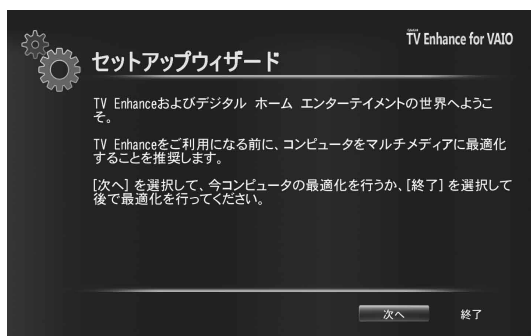 TV Enhance for VAIO
セットアップウィザード
TV Enhanceおよびデジタル ホーム エンターテイメントの世界へようこ
そ。
TV Enhanceをご利用になる前に、コンピュータをマルチメディアに最適化
することを推奨します。
[次へ] を選択して、今コンピュータの最適化を行うか、[終了] を選択して
後で最適化を行ってください。
次へ 終了